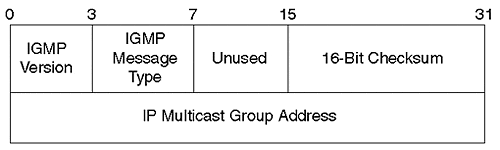 0 3 7 15 31
IGMP Version
IGMP Message Type
Unused
16-Bit Checksum
IP Multicast Group Address